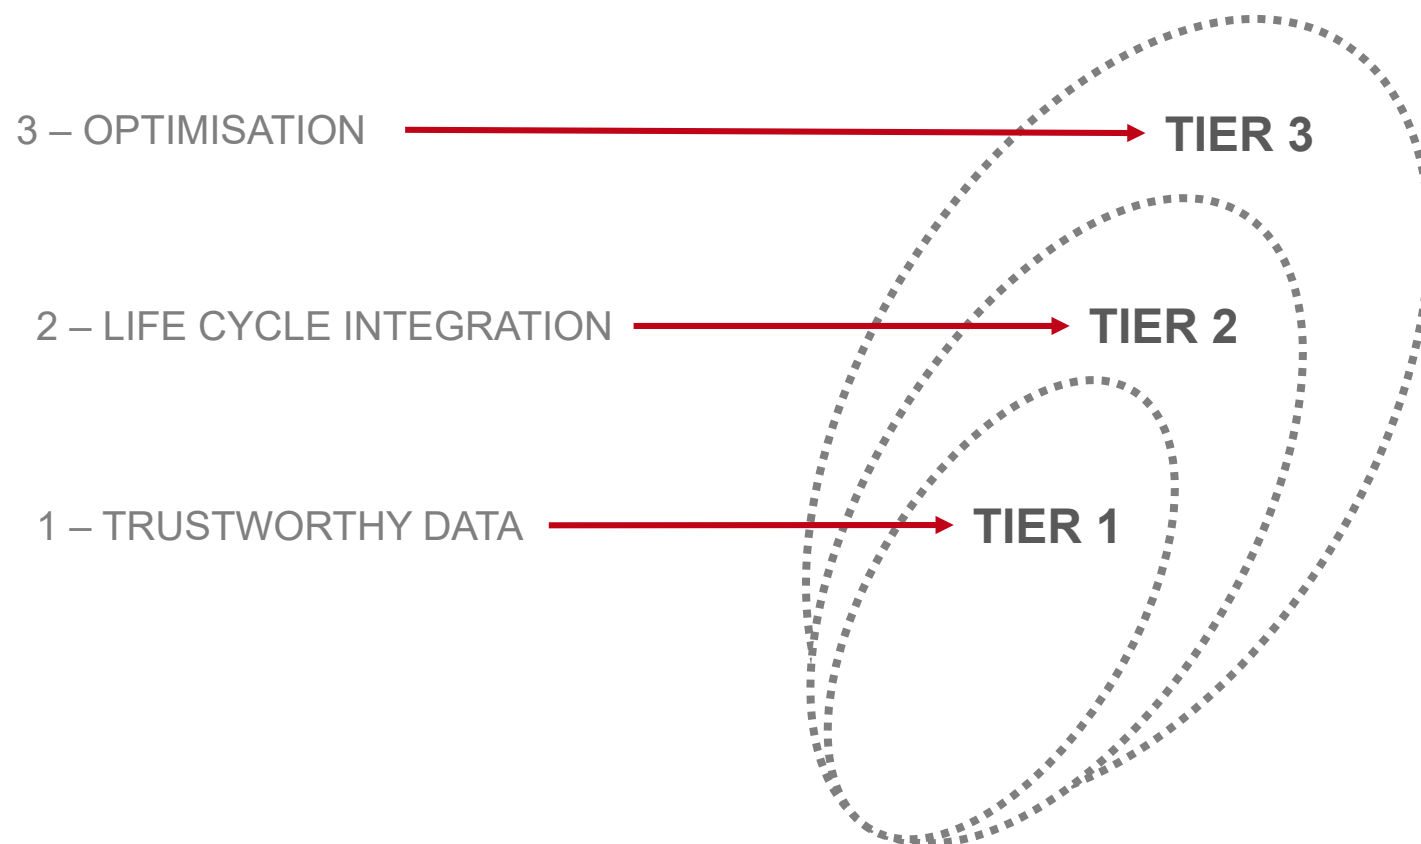 3 – OPTIMISATION
TIER 3
2 – LIFE CYCLE INTEGRATION
TIER 2
1 – TRUSTWORTHY DATA
TIER 1